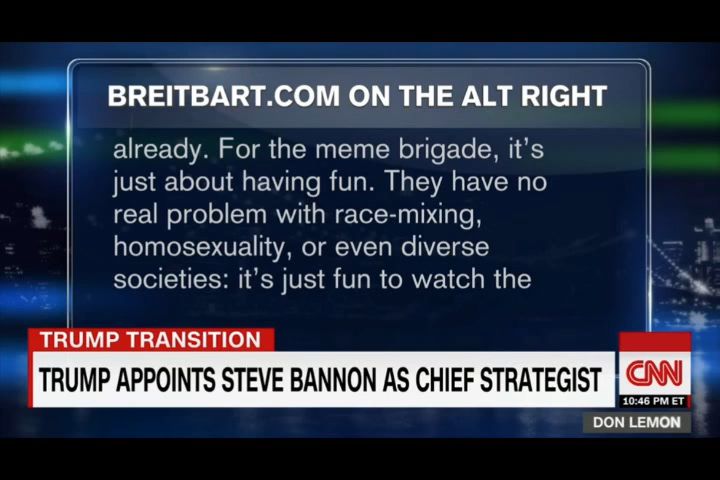 BREITBART.COM ON THE ALT RIGHT
already. For the meme brigade, it's
just about having fun. They have no
real problem with race-mixing,
homosexuality, or even diverse
societies: it's just fun to watch the
TRUMP TRANSITION
TRUMP APPOINTS STEVE BANNON AS CHIEF STRATEGIST
CNN
10:46 PM ET
DON LEMON